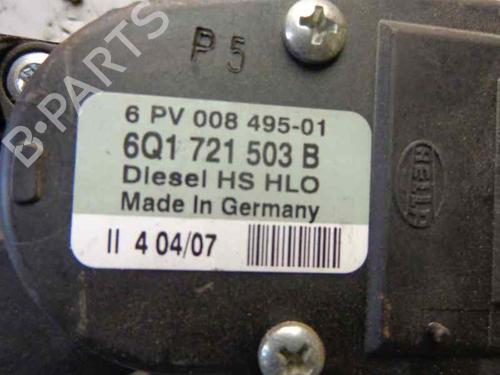 P5
6 PV 008 495-01
6Q1 721 503 B
Diesel HS HLO
Made In Germany
II 4 04/07
HELLA
B-PARTS